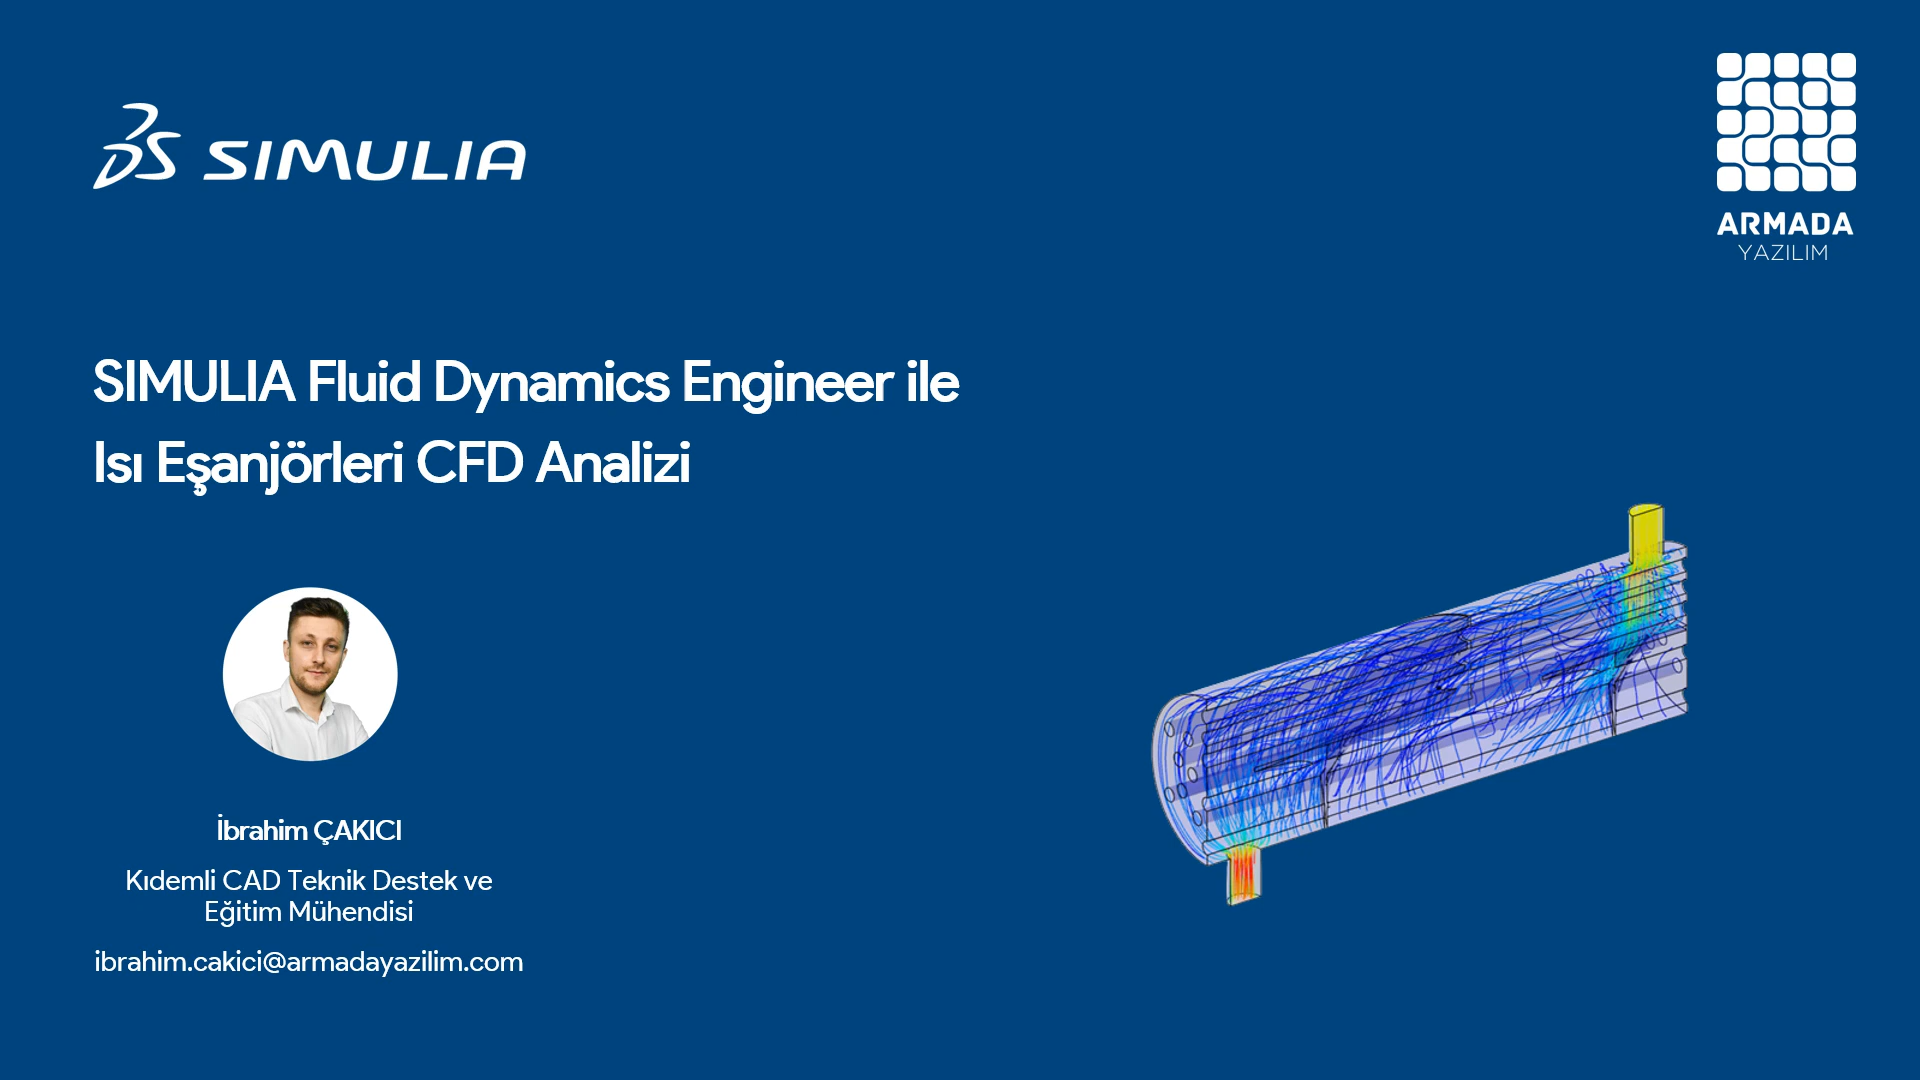 SIMULIA
ARMADA
YAZILIM
SIMULIA Fluid Dynamics Engineer ile
Isı Eşanjörleri CFD Analizi
İbrahim ÇAKICI
Kıdemli CAD Teknik Destek ve
Eğitim Mühendisi
ibrahim.cakici@armadayazilim.com